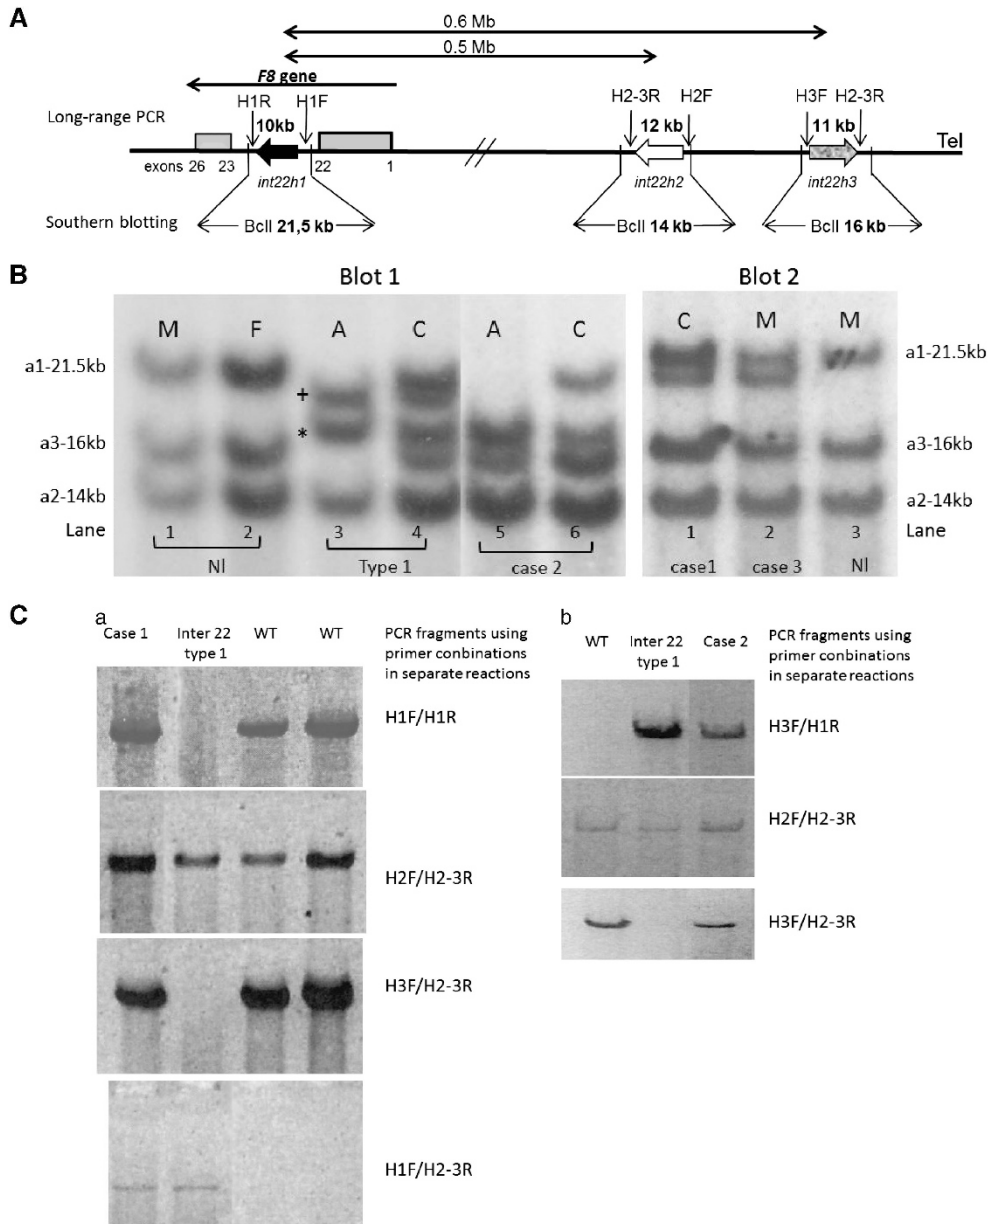 A
0.6 Mb
0.5 Mb
F8 gene
H1R H1F H2-3R H2F H3F H2-3R
Long-range PCR
10kb 12 kb 11 kb
Tel
exons 26 23 22 1
int22h1 int22h2 int22h3
Southern blotting BclI 21,5 kb BclI 14 kb BclI 16 kb
B
Blot 1 Blot 2
M F A C A C C M M
a1-21.5kb a1-21.5kb
+
*
a3-16kb a3-16kb
a2-14kb a2-14kb
Lane 1 2 3 4 5 6 1 2 3 Lane
Nl Type 1 case 2 case1 case 3 Nl
C
a
Case 1 Inter 22 type 1 WT WT
PCR fragments using
primer conbinations
in separate reactions
H1F/H1R
H2F/H2-3R
H3F/H2-3R
H1F/H2-3R
b
WT Inter 22 type 1 Case 2
PCR fragments using
primer conbinations
in separate reactions
H3F/H1R
H2F/H2-3R
H3F/H2-3R